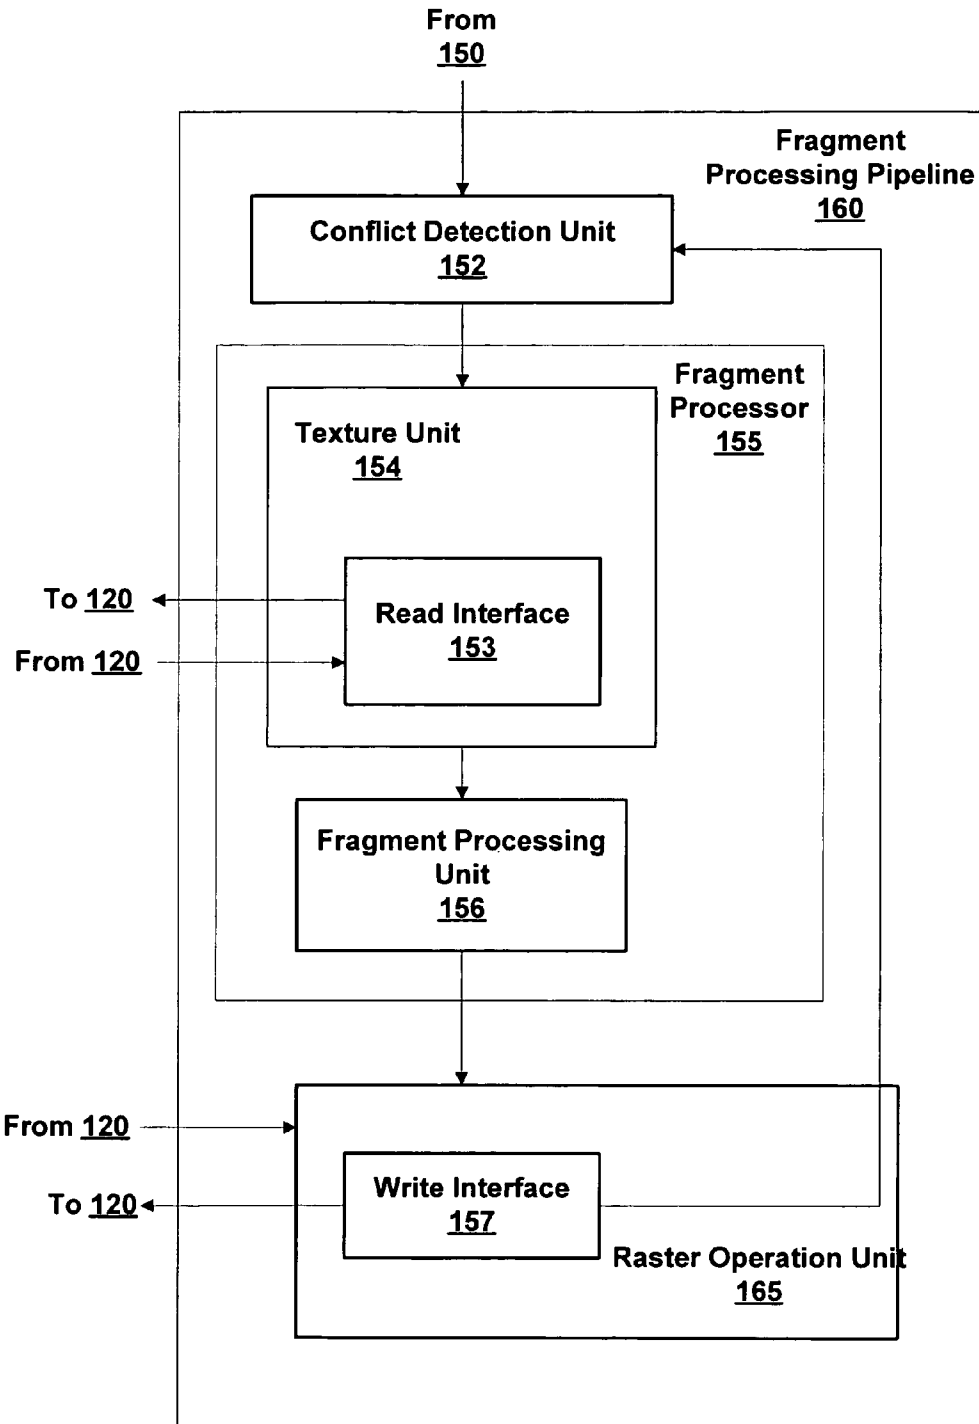 From
150
Fragment
Processing Pipeline
160
Conflict Detection Unit
152
Fragment
Processor
155
Texture Unit
154
To 120
Read Interface
153
From 120
Fragment Processing
Unit
156
From 120
Write Interface
157
To 120
Raster Operation Unit
165